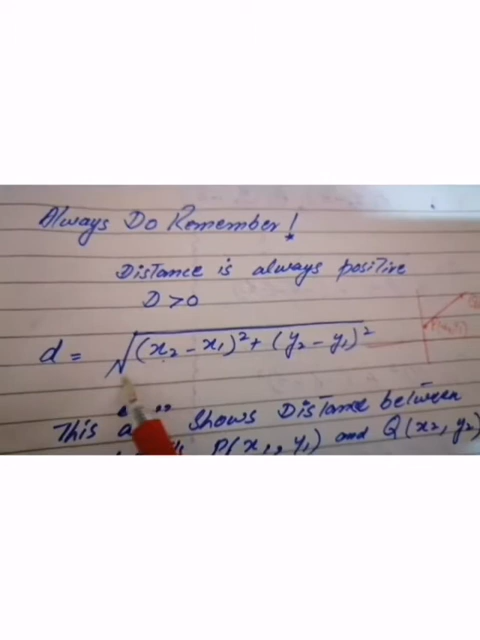 Always Do Remember!
Distance is always positive
D > 0
d = √(x₂ - x₁)² + (y₂ - y₁)²
This shows Distance between
P(x₁, y₁) and Q(x₂, y₂)